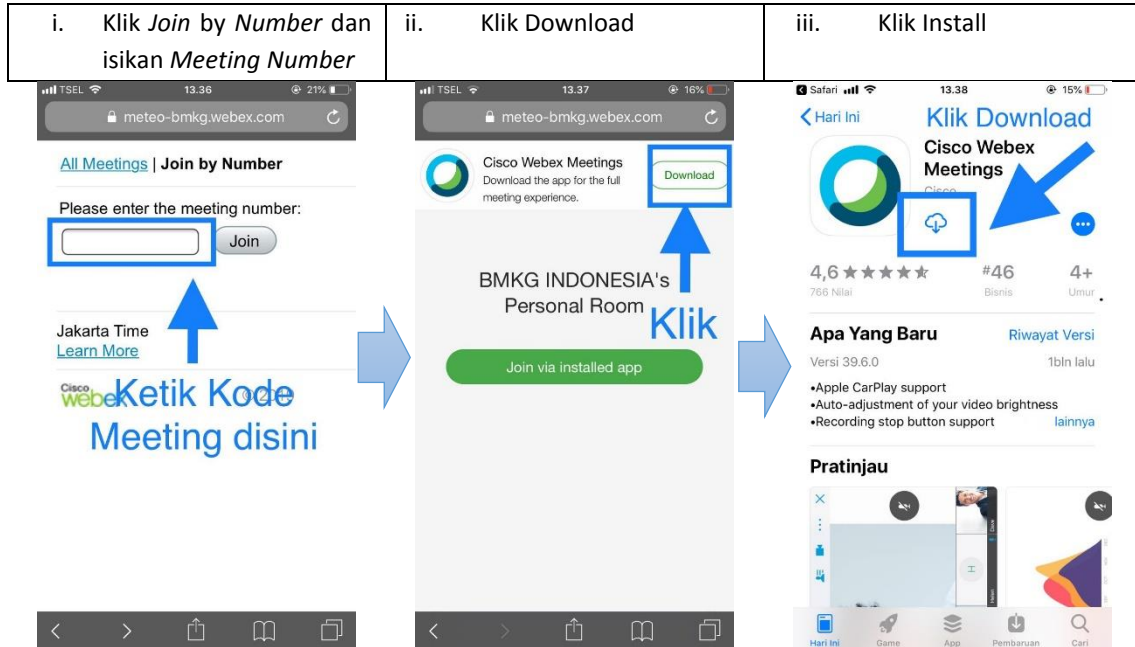 i. Klik Join by Number dan
isikan Meeting Number
ii. Klik Download
iii. Klik Install
TSEL 13.36 21%
meteo-bmkg.webex.com
All Meetings | Join by Number
Please enter the meeting number:
Join
Jakarta Time
Learn More
Cisco
webex
Ketik Kode
Meeting disini
TSEL 13.37 16%
meteo-bmkg.webex.com
Cisco Webex Meetings
Download the app for the full
meeting experience.
Download
BMKG INDONESIA's
Personal Room
Klik
Join via installed app
Safari 13.38 15%
Hari Ini
Klik Download
Cisco Webex
Meetings
Cisco
4,6 #46 4+
766 Nilai Bisnis Umur
Apa Yang Baru Riwayat Versi
Versi 39.6.0 1bln lalu
•Apple CarPlay support
•Auto-adjustment of your video brightness
•Recording stop button support lainnya
Pratinjau
Hari Ini Game App Pembaruan Cari